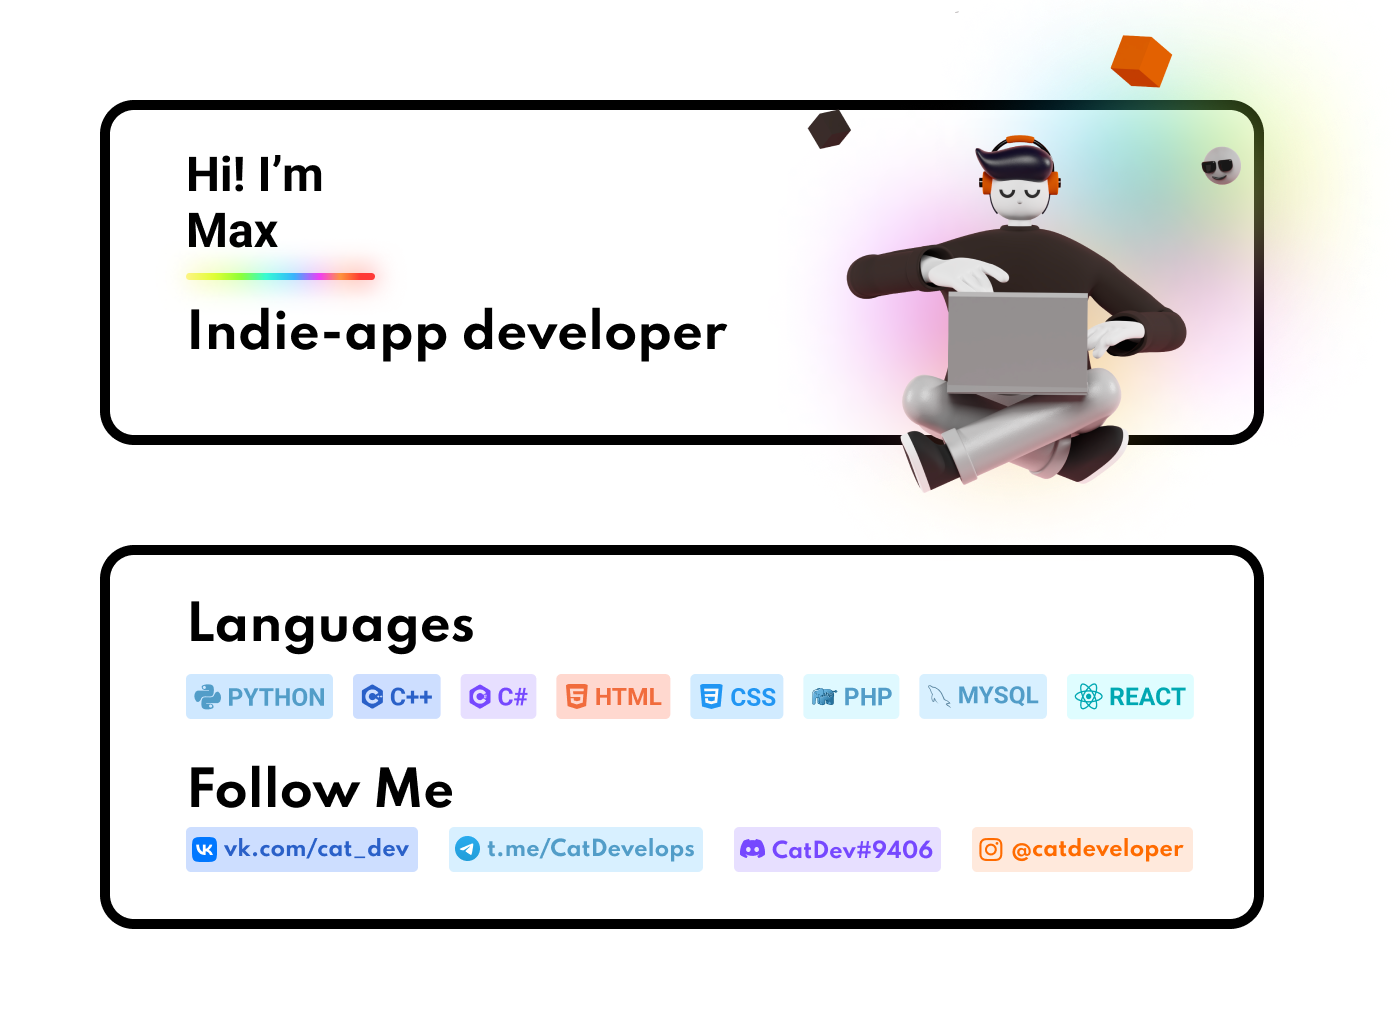 Hi! I’m
Max
Indie-app developer
Languages
PYTHON C++ C# HTML CSS PHP MYSQL REACT
Follow Me
vk.com/cat_dev t.me/CatDevelops CatDev#9406 @catdeveloper